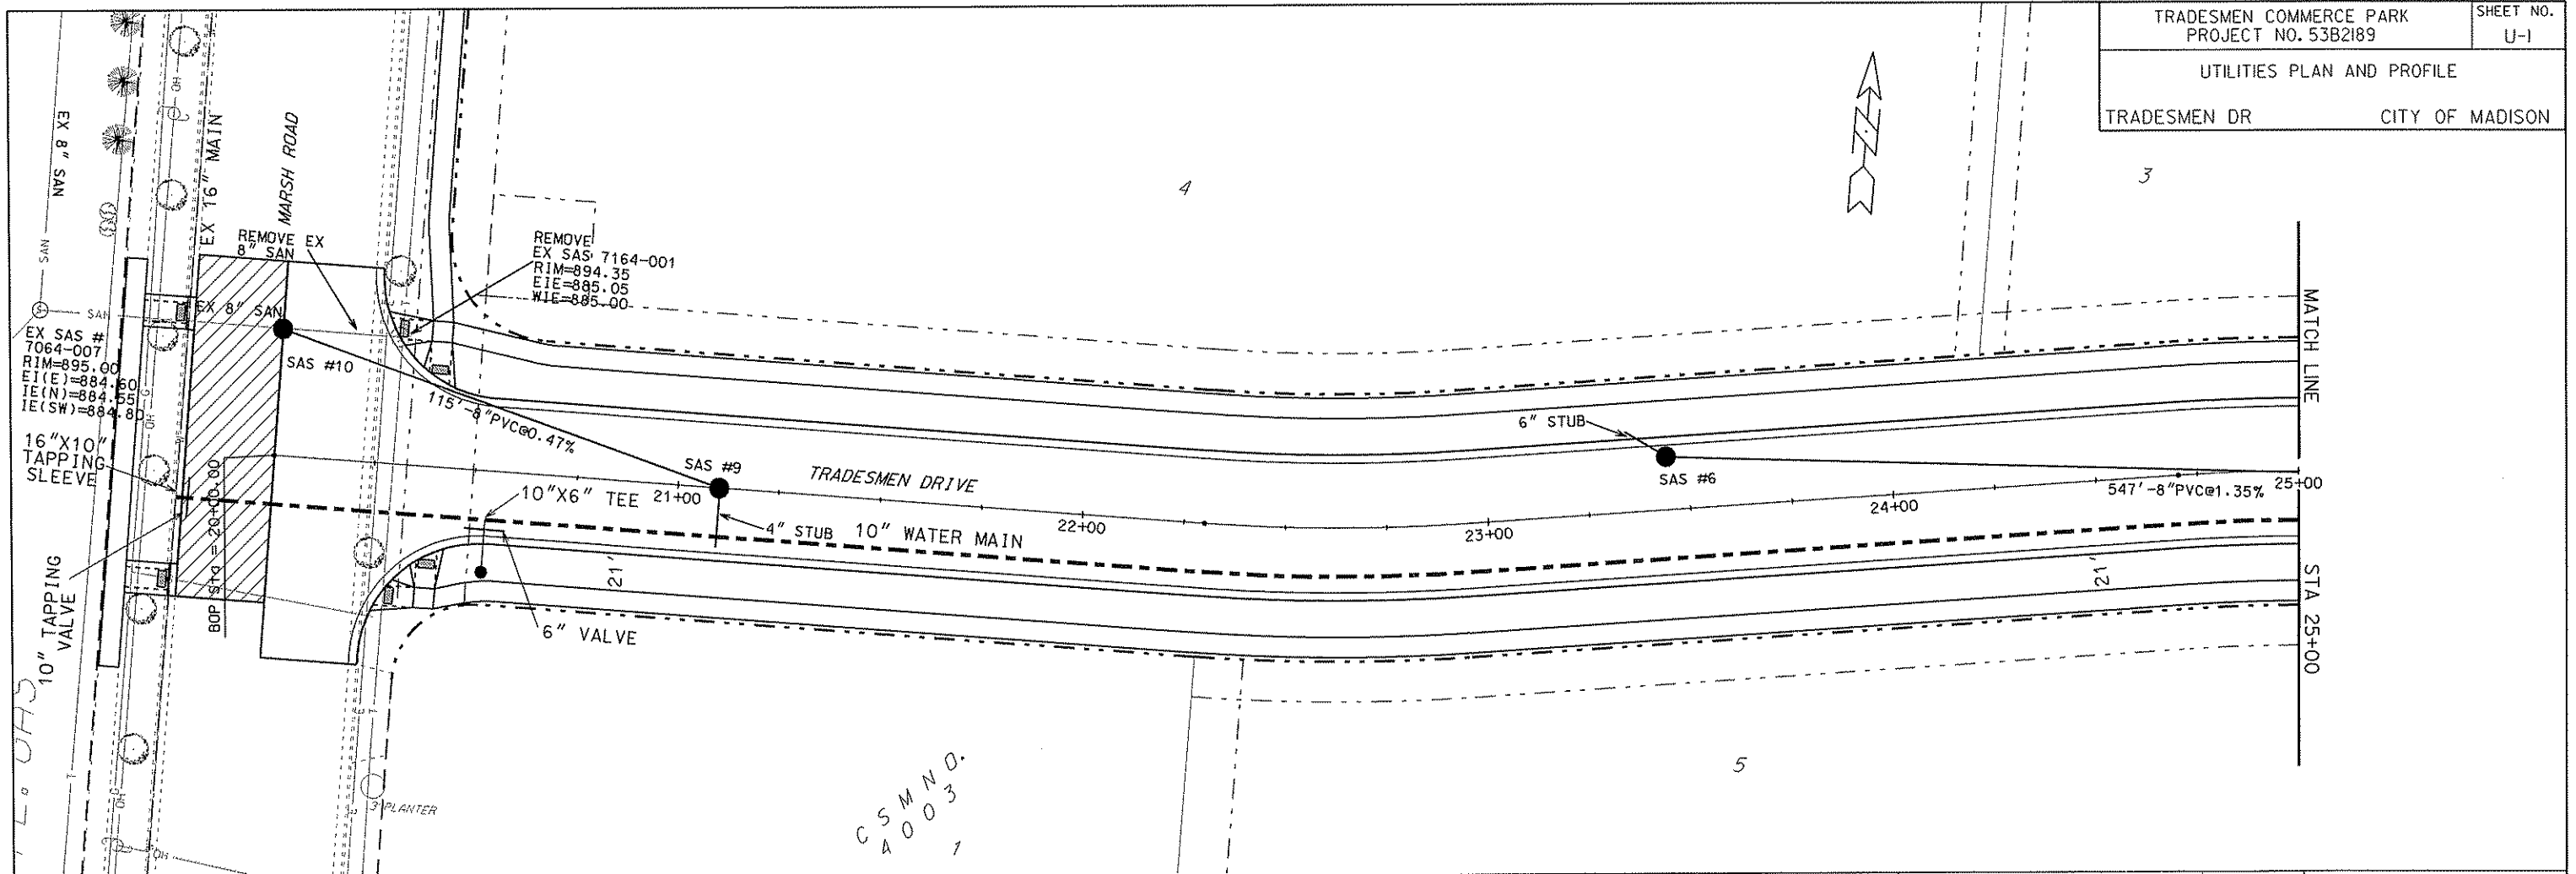 TRADESMEN COMMERCE PARK
PROJECT NO. 53B2189
SHEET NO.
U-1
UTILITIES PLAN AND PROFILE
TRADESMEN DR
CITY OF MADISON
EX 8" SAN
SAN
EX 16" MAIN
MARSH ROAD
REMOVE EX
8" SAN
REMOVE
EX SAS 7164-001
RIM=894.35
EIE=885.05
WIE=885.00
4
3
SAN
EX 8" SAN
EX SAS #
7064-007
RIM=895.00
EI(E)=884.60
IE(N)=884.55
IE(SW)=884.80
SAS #10
115'-8"PVC@0.47%
16"X10"
TAPPING
SLEEVE
10" TAPPING
VALVE
BOP Sta = 20+00.00
SAS #9
TRADESMEN DRIVE
10"X6" TEE
21+00
4" STUB
10" WATER MAIN
22+00
23+00
24+00
25+00
6" STUB
SAS #6
547'-8"PVC@1.35%
MATCH LINE
STA 25+00
21'
21'
6" VALVE
3' PLANTER
OH
CSM NO.
4003
1
5